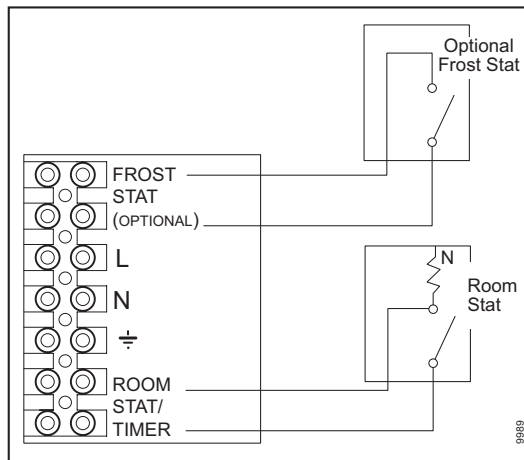 Optional
Frost Stat
FROST
STAT
(OPTIONAL)
L
N
ROOM
STAT/
TIMER
N
Room
Stat
9989